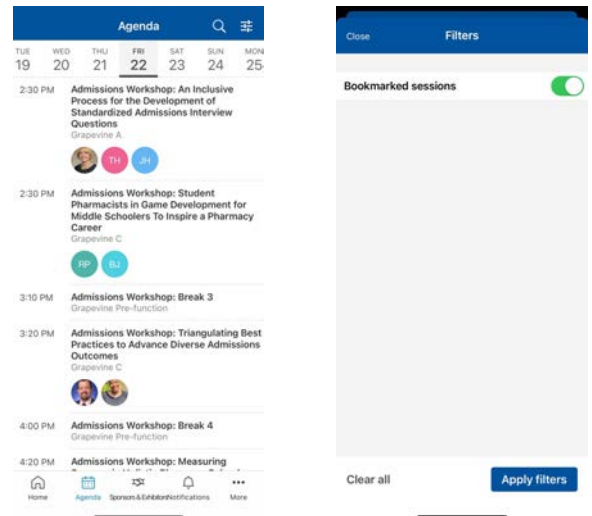 Agenda
TUE WED THU FRI SAT SUN MON
19 20 21 22 23 24 25
2:30 PM Admissions Workshop: An Inclusive
Process for the Development of
Standardized Admissions Interview
Questions
Grapevine A
TH JH
2:30 PM Admissions Workshop: Student
Pharmacists in Game Development for
Middle Schoolers To Inspire a Pharmacy
Career
Grapevine C
RP BJ
3:10 PM Admissions Workshop: Break 3
Grapevine Pre-function
3:20 PM Admissions Workshop: Triangulating Best
Practices to Advance Diverse Admissions
Outcomes
Grapevine C
4:00 PM Admissions Workshop: Break 4
Grapevine Pre-function
4:20 PM Admissions Workshop: Measuring
Home Agenda Sponsors & Exhibitors Notifications More
Close Filters
Bookmarked sessions
Clear all Apply filters